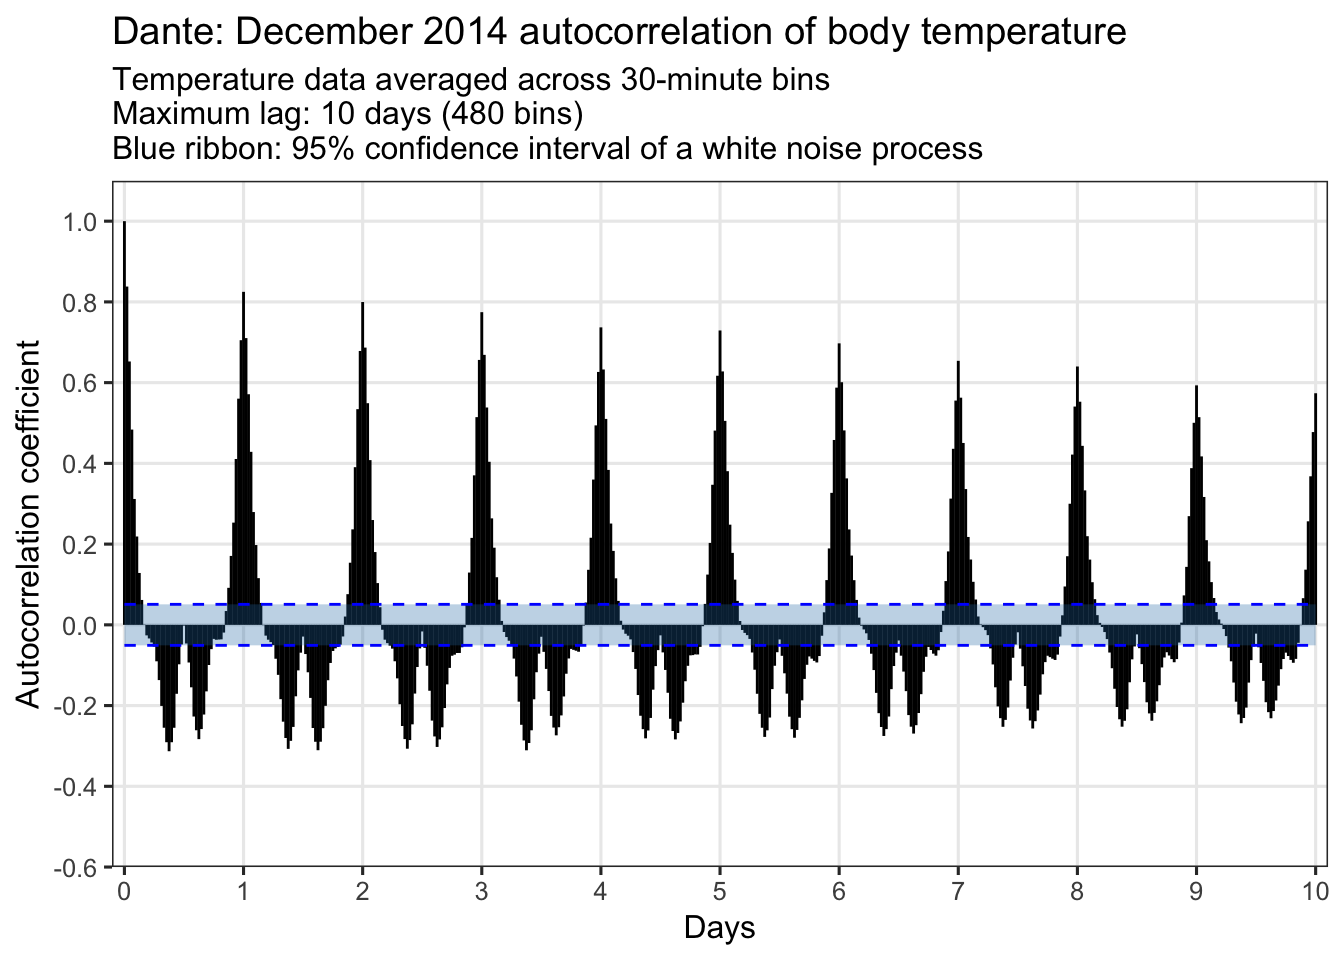 Dante: December 2014 autocorrelation of body temperature
Temperature data averaged across 30-minute bins
Maximum lag: 10 days (480 bins)
Blue ribbon: 95% confidence interval of a white noise process
Autocorrelation coefficient
1.0
0.8
0.6
0.4
0.2
0.0
-0.2
-0.4
-0.6
0 1 2 3 4 5 6 7 8 9 10
Days